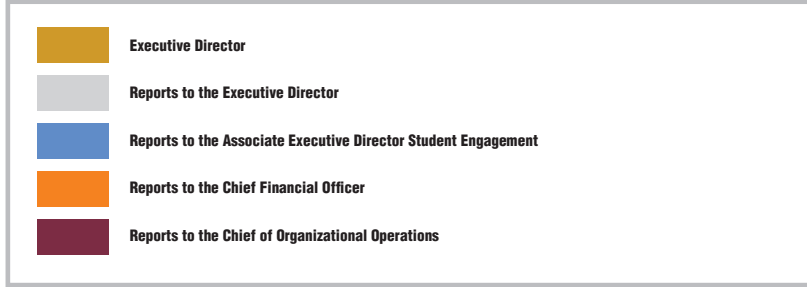 Executive Director
Reports to the Executive Director
Reports to the Associate Executive Director Student Engagement
Reports to the Chief Financial Officer
Reports to the Chief of Organizational Operations